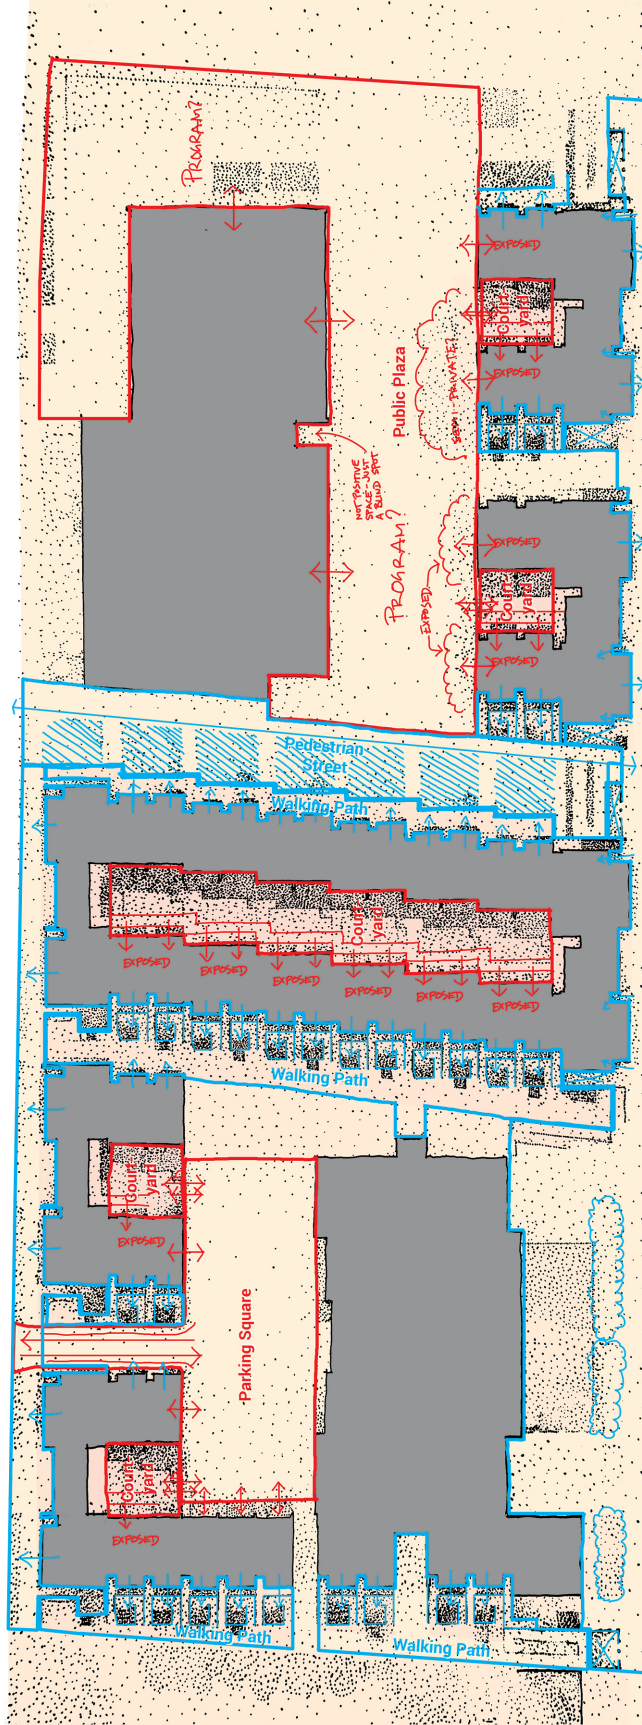 PROGRAM?
EXPOSED
Court-
yard
EXPOSED
Public Plaza
SEMI-PRIVATE?
NOT POSITIVE
SPACE-JUST
A BLIND SPOT
PROGRAM?
EXPOSED
EXPOSED
Court-
yard
EXPOSED
Pedestrian
Street
Walking Path
Court-
yard
EXPOSED
EXPOSED
EXPOSED
EXPOSED
EXPOSED
EXPOSED
Walking Path
Court-
yard
EXPOSED
Parking Square
Court-
yard
EXPOSED
Walking Path
Walking Path